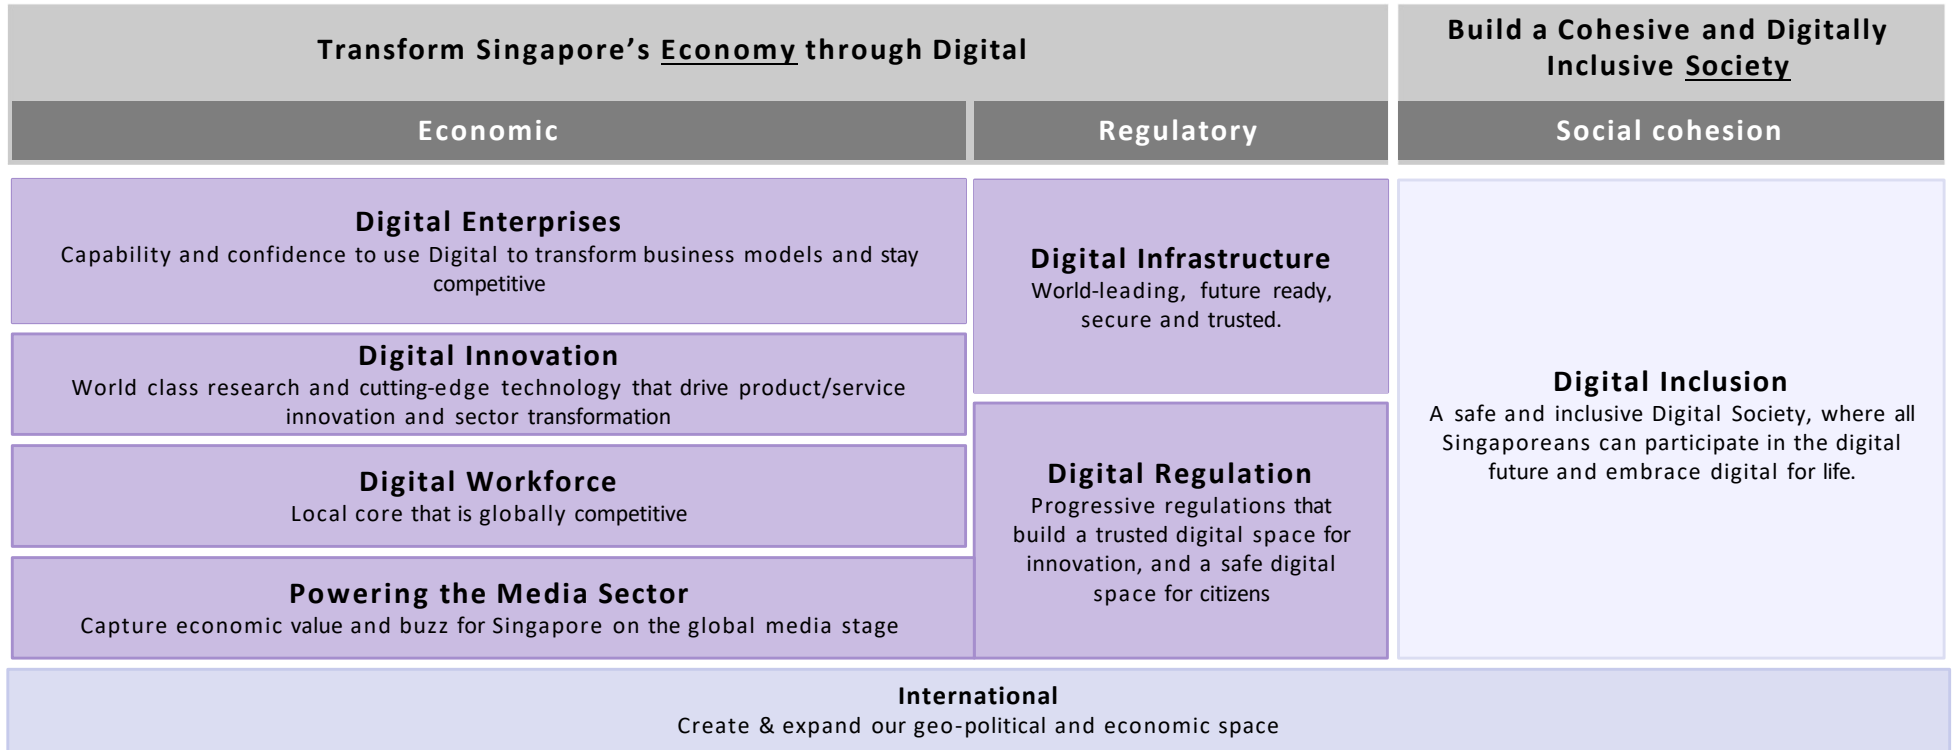 Transform Singapore’s Economy through Digital
Build a Cohesive and Digitally
Inclusive Society
Economic
Regulatory
Social cohesion
Digital Enterprises
Capability and confidence to use Digital to transform business models and stay
competitive
Digital Innovation
World class research and cutting-edge technology that drive product/service
innovation and sector transformation
Digital Workforce
Local core that is globally competitive
Powering the Media Sector
Capture economic value and buzz for Singapore on the global media stage
Digital Infrastructure
World-leading, future ready,
secure and trusted.
Digital Regulation
Progressive regulations that
build a trusted digital space for
innovation, and a safe digital
space for citizens
Digital Inclusion
A safe and inclusive Digital Society, where all
Singaporeans can participate in the digital
future and embrace digital for life.
International
Create & expand our geo-political and economic space